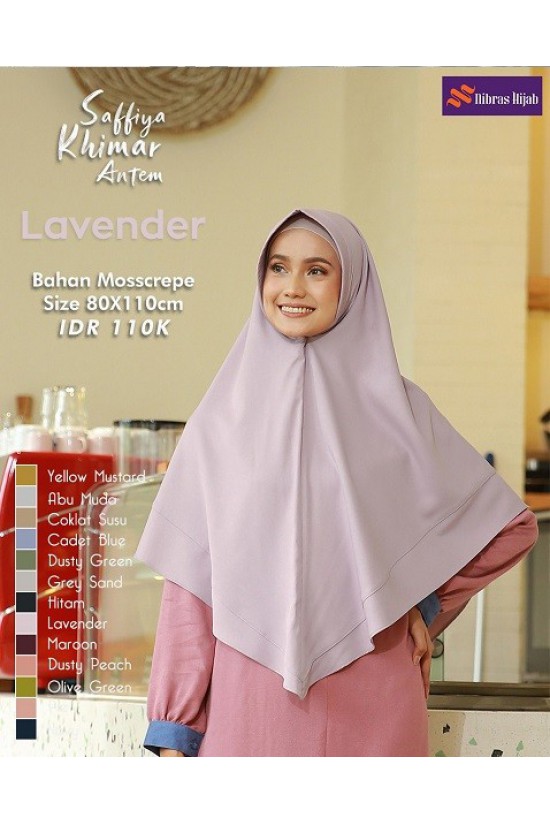 Saffiya
Khimar
Antem
Nibras Hijab
Lavender
Bahan Mosscrepe
Size 80X110cm
IDR 110K
Yellow Mustard
Abu Muda
Coklat Susu
Cadet Blue
Dusty Green
Grey Sand
Hitam
Lavender
Maroon
Dusty Peach
Olive Green